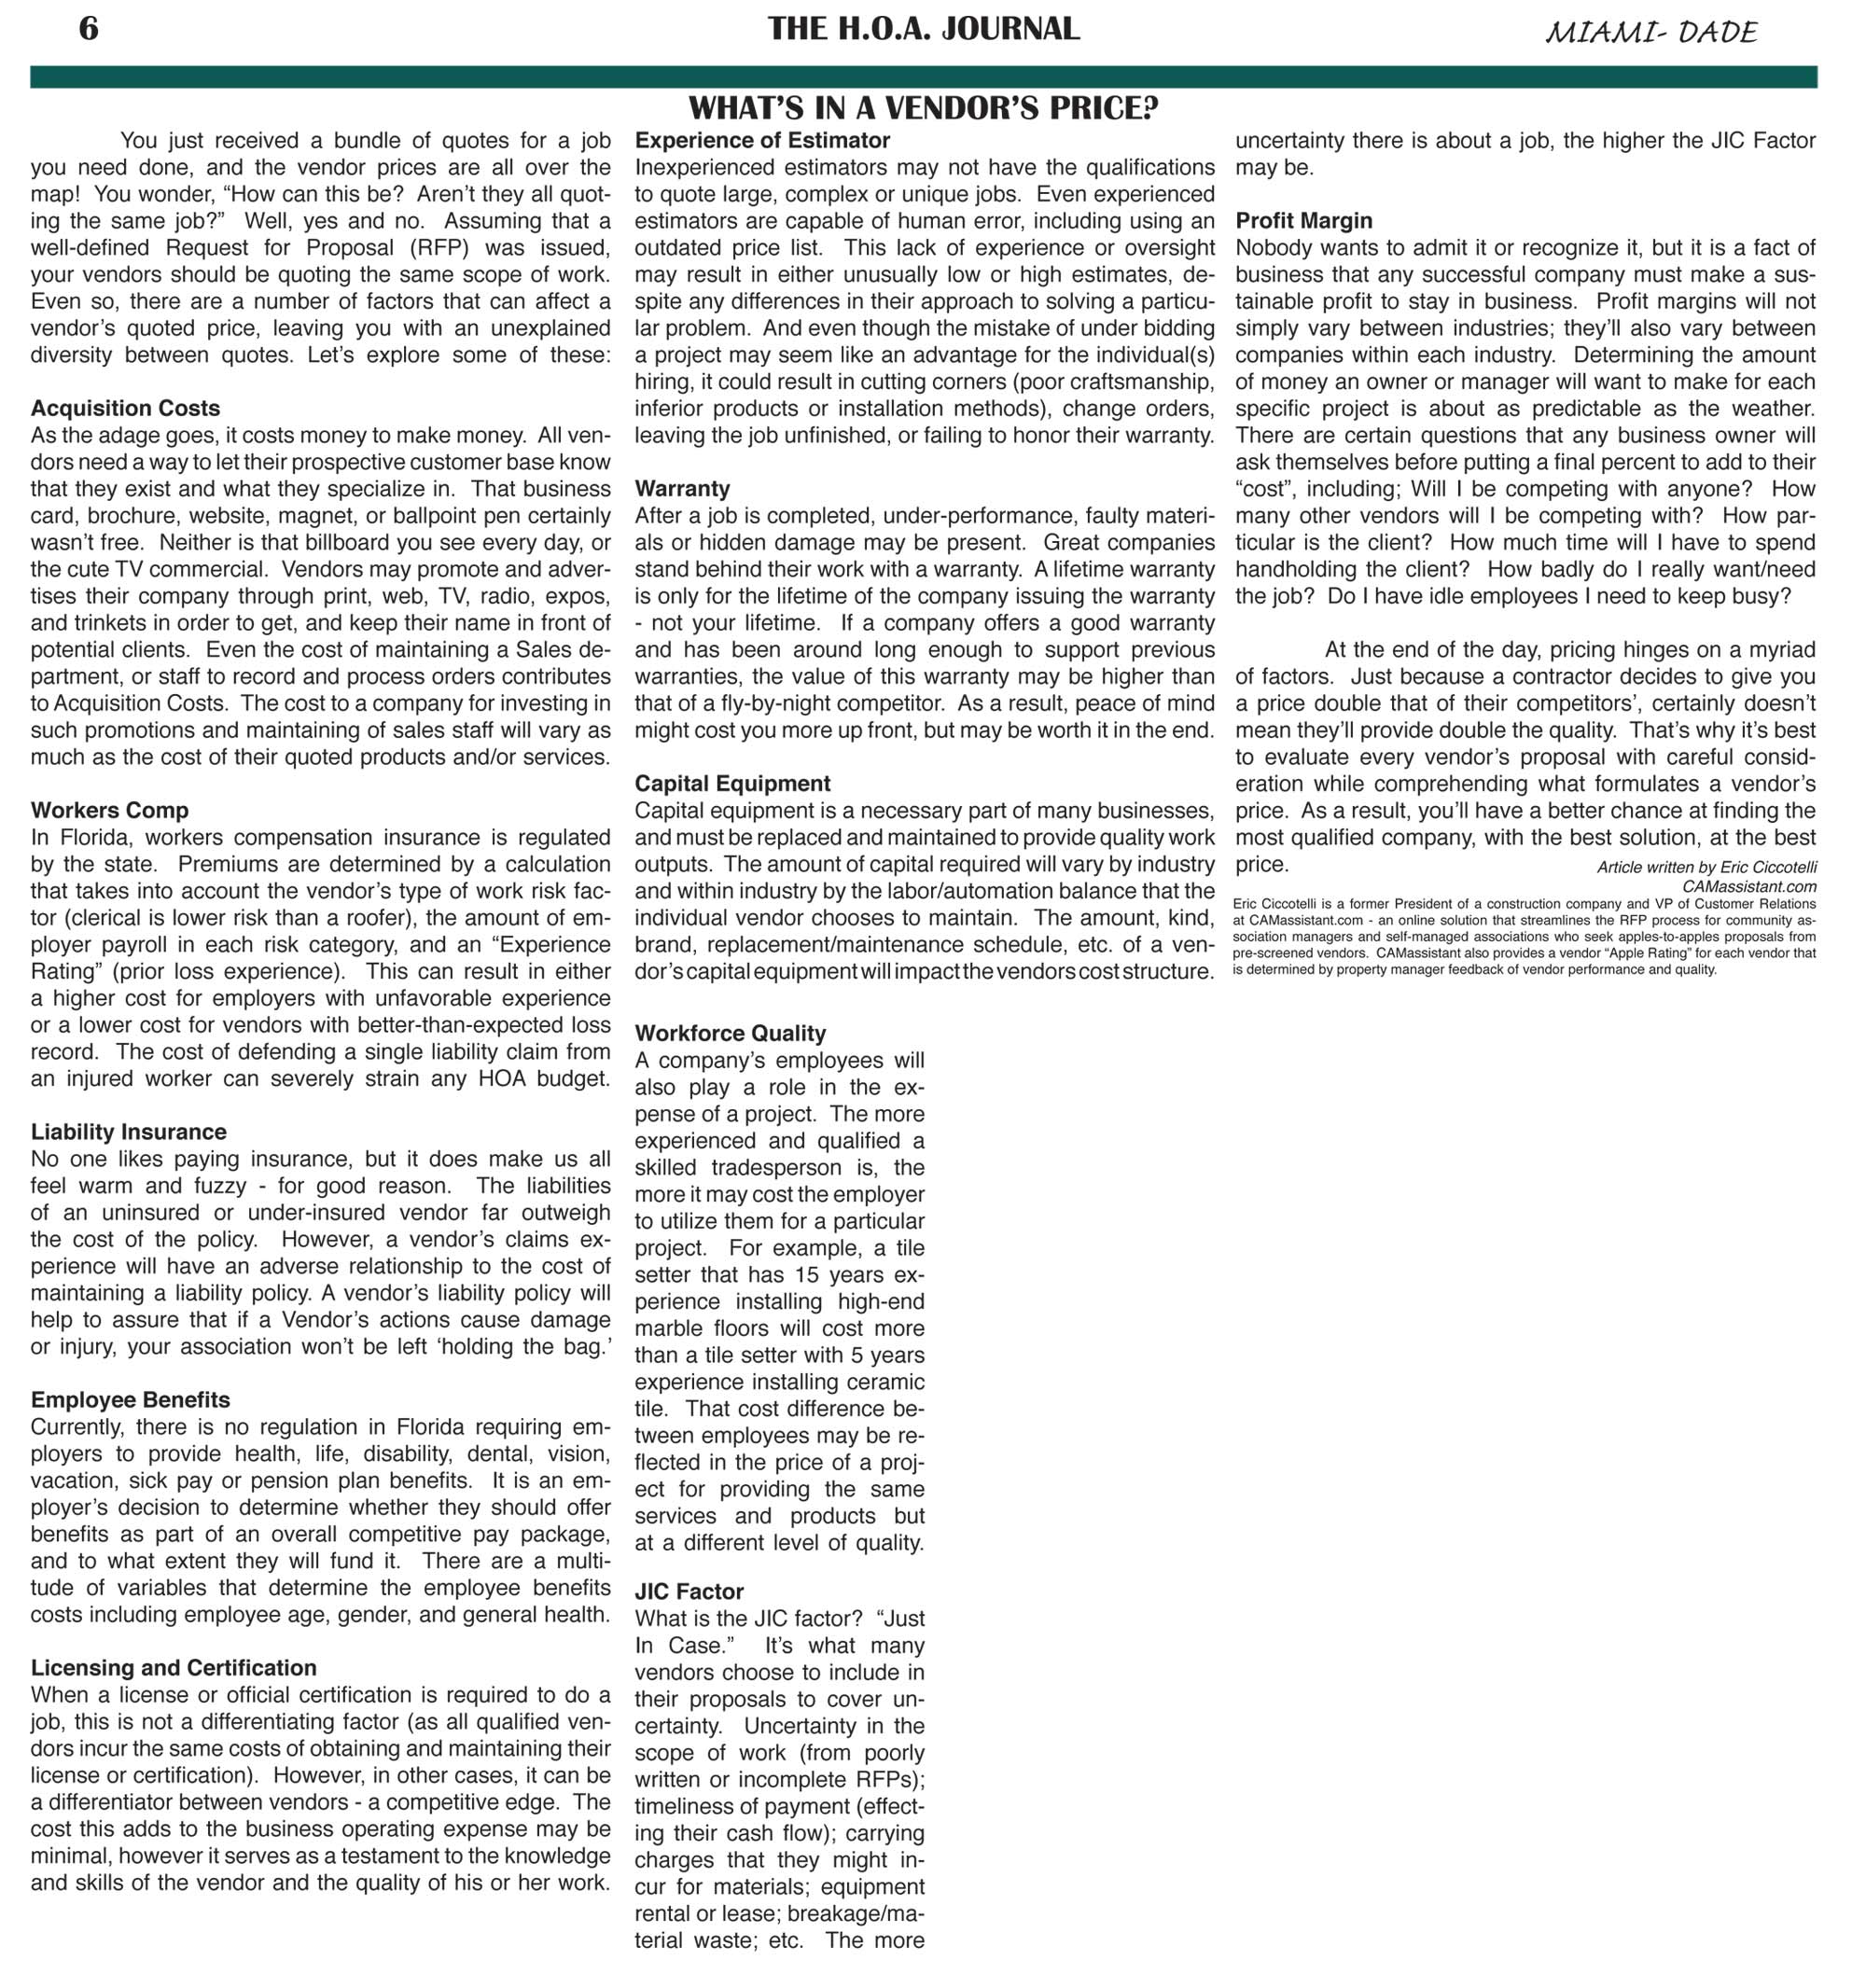 6
THE H.O.A. JOURNAL
MIAMI- DADE
WHAT'S IN A VENDOR'S PRICE?
You just received a bundle of quotes for a job
you need done, and the vendor prices are all over the
map!  You wonder, “How can this be?  Aren't they all quot-
ing the same job?”  Well, yes and no.  Assuming that a
well-defined Request for Proposal (RFP) was issued,
your vendors should be quoting the same scope of work.
Even so, there are a number of factors that can affect a
vendor's quoted price, leaving you with an unexplained
diversity between quotes. Let's explore some of these:
Acquisition Costs
As the adage goes, it costs money to make money.  All ven-
dors need a way to let their prospective customer base know
that they exist and what they specialize in.  That business
card, brochure, website, magnet, or ballpoint pen certainly
wasn't free.  Neither is that billboard you see every day, or
the cute TV commercial.  Vendors may promote and adver-
tises their company through print, web, TV, radio, expos,
and trinkets in order to get, and keep their name in front of
potential clients.  Even the cost of maintaining a Sales de-
partment, or staff to record and process orders contributes
to Acquisition Costs.  The cost to a company for investing in
such promotions and maintaining of sales staff will vary as
much as the cost of their quoted products and/or services.
Workers Comp
In Florida, workers compensation insurance is regulated
by the state.  Premiums are determined by a calculation
that takes into account the vendor's type of work risk fac-
tor (clerical is lower risk than a roofer), the amount of em-
ployer payroll in each risk category, and an “Experience
Rating” (prior loss experience).  This can result in either
a higher cost for employers with unfavorable experience
or a lower cost for vendors with better-than-expected loss
record.  The cost of defending a single liability claim from
an injured worker can severely strain any HOA budget.
Liability Insurance
No one likes paying insurance, but it does make us all
feel warm and fuzzy - for good reason.  The liabilities
of an uninsured or under-insured vendor far outweigh
the cost of the policy.  However, a vendor's claims ex-
perience will have an adverse relationship to the cost of
maintaining a liability policy. A vendor's liability policy will
help to assure that if a Vendor's actions cause damage
or injury, your association won't be left ‘holding the bag.’
Employee Benefits
Currently, there is no regulation in Florida requiring em-
ployers to provide health, life, disability, dental, vision,
vacation, sick pay or pension plan benefits.  It is an em-
ployer's decision to determine whether they should offer
benefits as part of an overall competitive pay package,
and to what extent they will fund it.  There are a multi-
tude of variables that determine the employee benefits
costs including employee age, gender, and general health.
Licensing and Certification
When a license or official certification is required to do a
job, this is not a differentiating factor (as all qualified ven-
dors incur the same costs of obtaining and maintaining their
license or certification).  However, in other cases, it can be
a differentiator between vendors - a competitive edge.  The
cost this adds to the business operating expense may be
minimal, however it serves as a testament to the knowledge
and skills of the vendor and the quality of his or her work.
Experience of Estimator
Inexperienced estimators may not have the qualifications
to quote large, complex or unique jobs.  Even experienced
estimators are capable of human error, including using an
outdated price list.  This lack of experience or oversight
may result in either unusually low or high estimates, de-
spite any differences in their approach to solving a particu-
lar problem.  And even though the mistake of under bidding
a project may seem like an advantage for the individual(s)
hiring, it could result in cutting corners (poor craftsmanship,
inferior products or installation methods), change orders,
leaving the job unfinished, or failing to honor their warranty.
Warranty
After a job is completed, under-performance, faulty materi-
als or hidden damage may be present.  Great companies
stand behind their work with a warranty.  A lifetime warranty
is only for the lifetime of the company issuing the warranty
- not your lifetime.  If a company offers a good warranty
and has been around long enough to support previous
warranties, the value of this warranty may be higher than
that of a fly-by-night competitor.  As a result, peace of mind
might cost you more up front, but may be worth it in the end.
Capital Equipment
Capital equipment is a necessary part of many businesses,
and must be replaced and maintained to provide quality work
outputs.  The amount of capital required will vary by industry
and within industry by the labor/automation balance that the
individual vendor chooses to maintain.  The amount, kind,
brand, replacement/maintenance schedule, etc. of a ven-
dor's capital equipment will impact the vendors cost structure.
Workforce Quality
A company's employees will
also play a role in the ex-
pense of a project.  The more
experienced and qualified a
skilled tradesperson is, the
more it may cost the employer
to utilize them for a particular
project.  For example, a tile
setter that has 15 years ex-
perience installing high-end
marble floors will cost more
than a tile setter with 5 years
experience installing ceramic
tile.  That cost difference be-
tween employees may be re-
flected in the price of a proj-
ect for providing the same
services and products but
at a different level of quality.
JIC Factor
What is the JIC factor?  “Just
In Case.”  It's what many
vendors choose to include in
their proposals to cover un-
certainty.  Uncertainty in the
scope of work (from poorly
written or incomplete RFPs);
timeliness of payment (effect-
ing their cash flow); carrying
charges that they might in-
cur for materials; equipment
rental or lease; breakage/ma-
terial waste; etc.  The more
uncertainty there is about a job, the higher the JIC Factor
may be.
Profit Margin
Nobody wants to admit it or recognize it, but it is a fact of
business that any successful company must make a sus-
tainable profit to stay in business.  Profit margins will not
simply vary between industries; they'll also vary between
companies within each industry.  Determining the amount
of money an owner or manager will want to make for each
specific project is about as predictable as the weather.
There are certain questions that any business owner will
ask themselves before putting a final percent to add to their
“cost”, including; Will I be competing with anyone?  How
many other vendors will I be competing with?  How par-
ticular is the client?  How much time will I have to spend
handholding the client?  How badly do I really want/need
the job?  Do I have idle employees I need to keep busy?
At the end of the day, pricing hinges on a myriad
of factors.  Just because a contractor decides to give you
a price double that of their competitors', certainly doesn't
mean they'll provide double the quality.  That's why it's best
to evaluate every vendor's proposal with careful consid-
eration while comprehending what formulates a vendor's
price.  As a result, you'll have a better chance at finding the
most qualified company, with the best solution, at the best
price.
Article written by Eric Ciccotelli
CAMassistant.com
Eric Ciccotelli is a former President of a construction company and VP of Customer Relations
at CAMassistant.com - an online solution that streamlines the RFP process for community as-
sociation managers and self-managed associations who seek apples-to-apples proposals from
pre-screened vendors.  CAMassistant also provides a vendor “Apple Rating” for each vendor that
is determined by property manager feedback of vendor performance and quality.